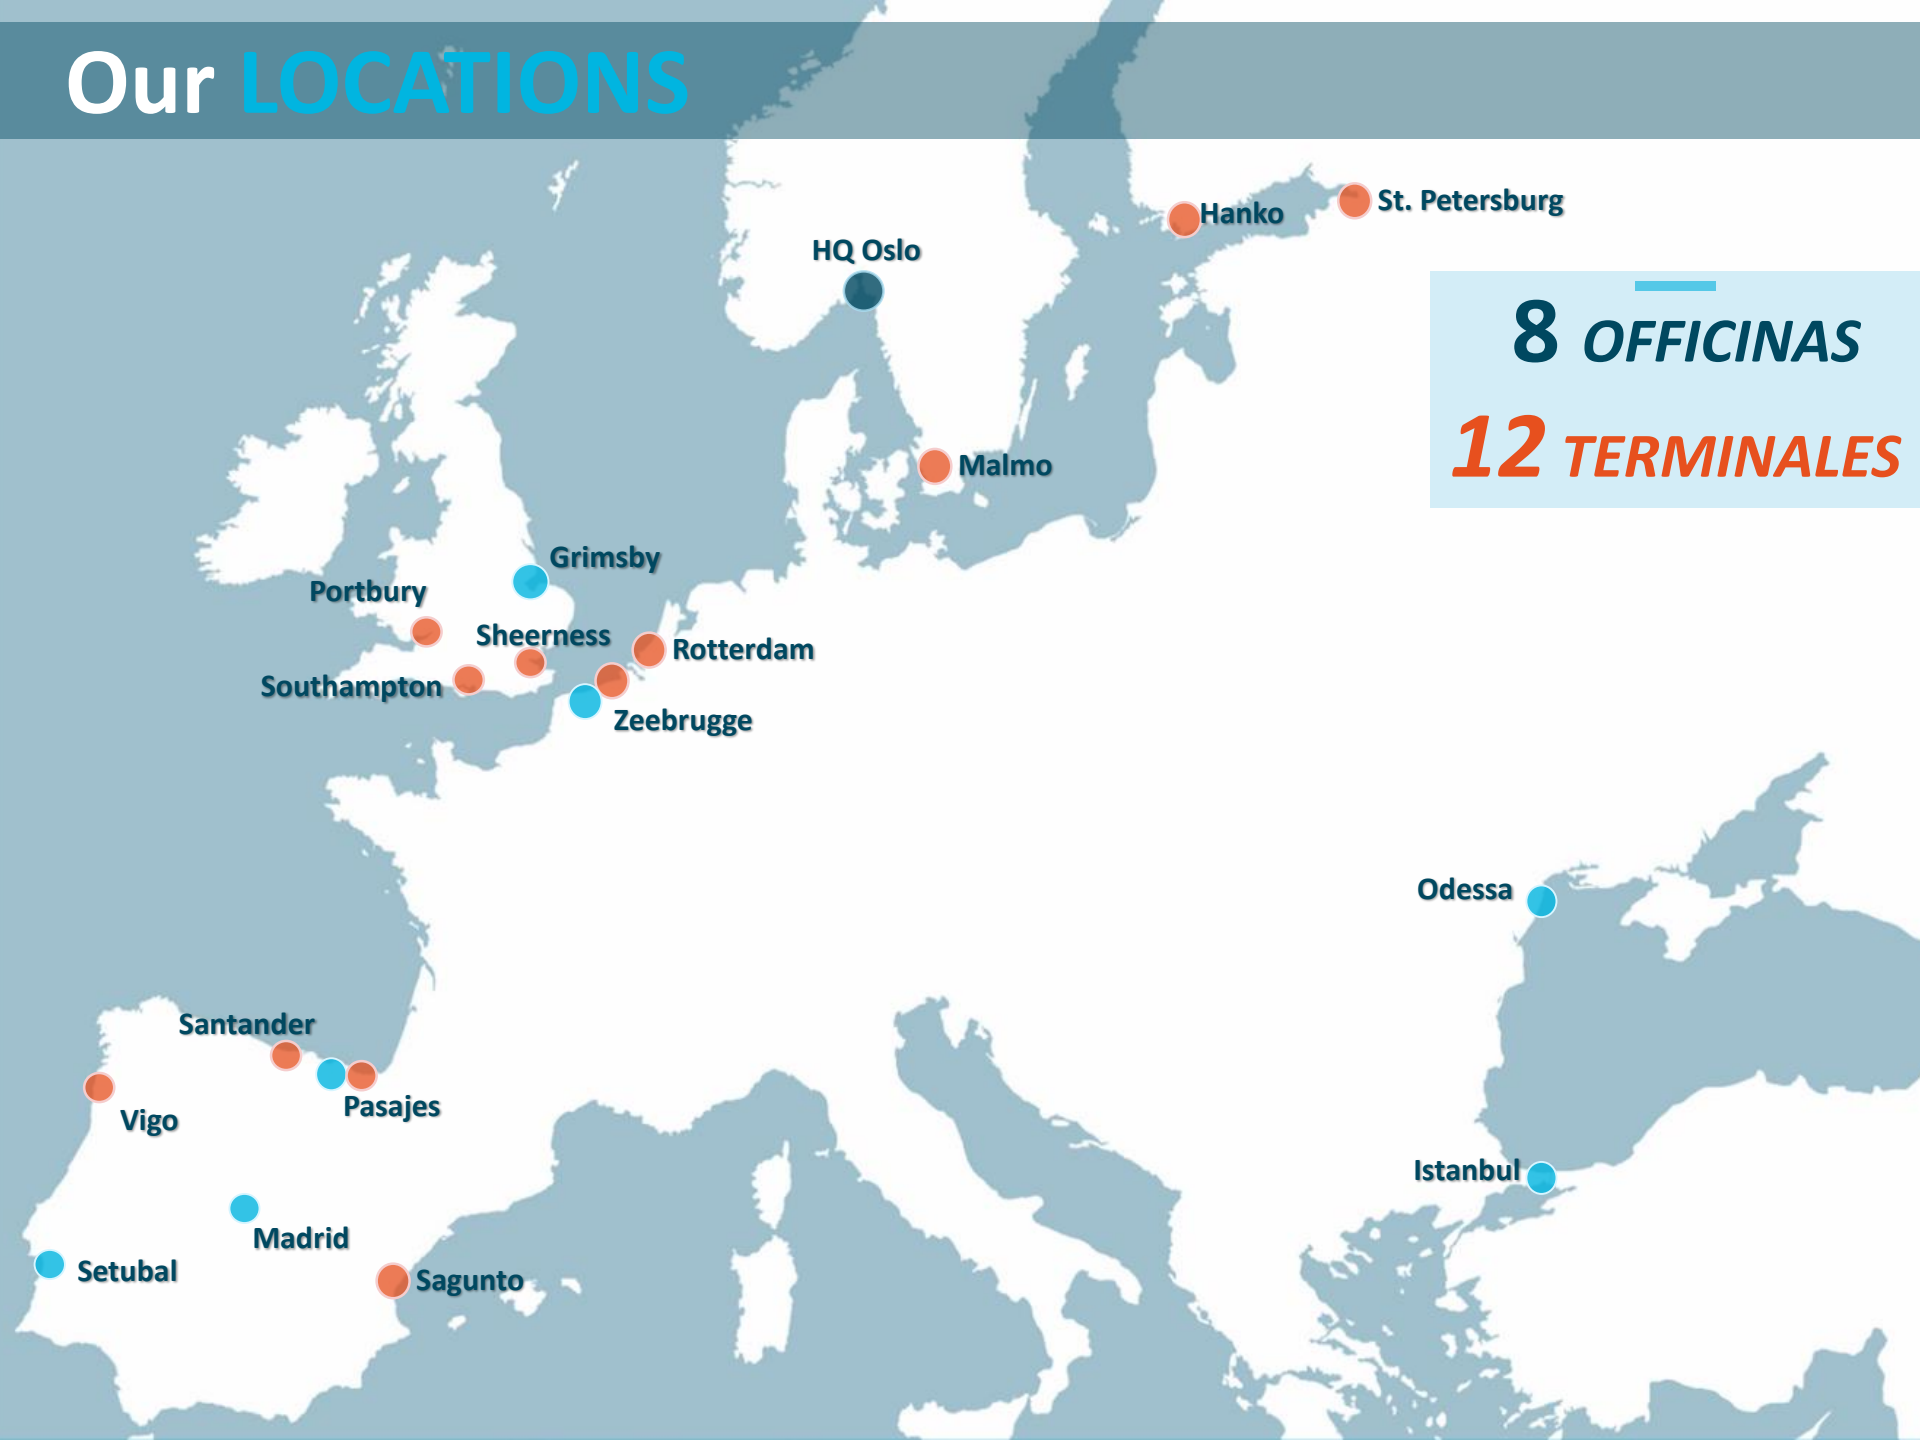 Our LOCATIONS
St. Petersburg
Hanko
HQ Oslo
8 OFFICINAS
12 TERMINALES
Malmo
Grimsby
Portbury
Sheerness
Rotterdam
Southampton
Zeebrugge
Odessa
Santander
Pasajes
Vigo
Istanbul
Madrid
Setubal
Sagunto